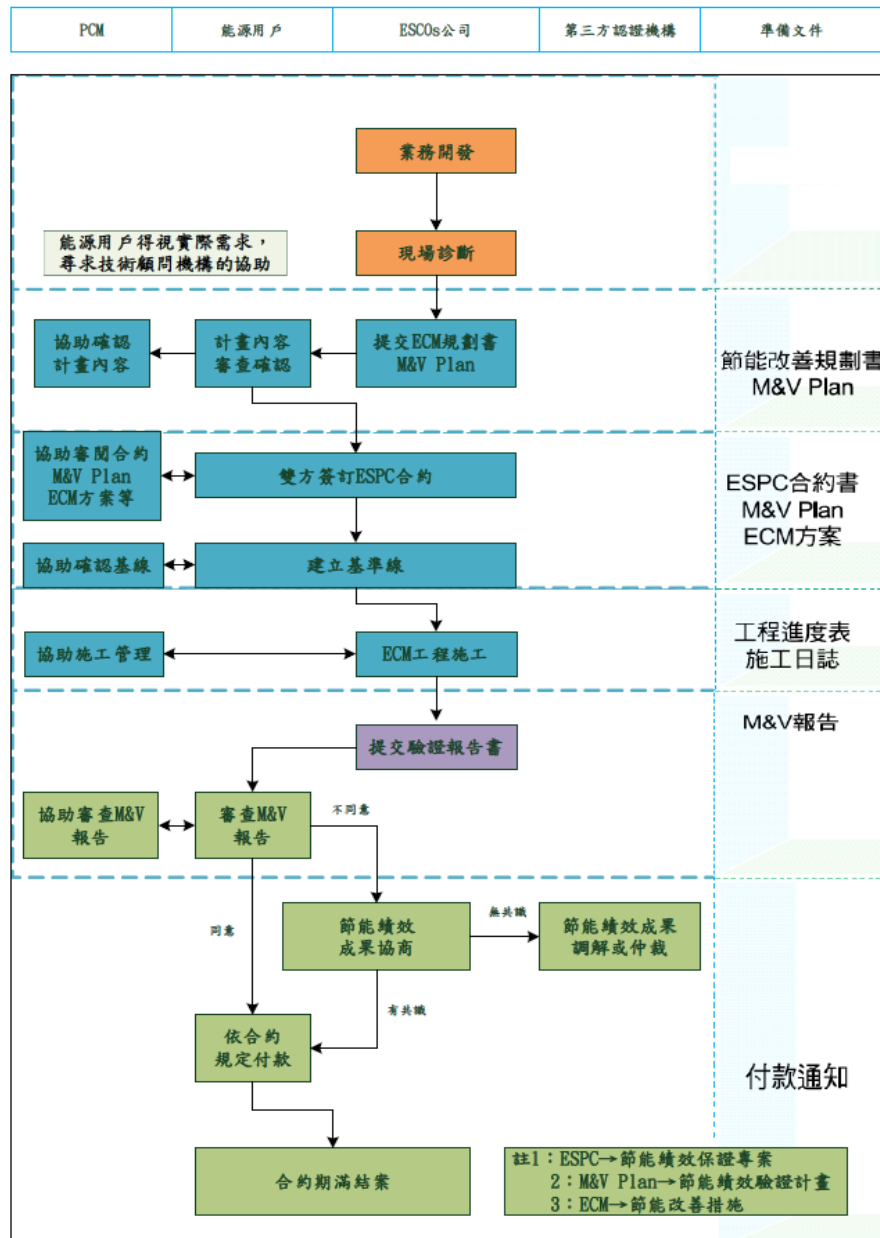 PCM
能源用戶
ESCOs公司
第三方認證機構
準備文件
業務開發
能源用戶得視實際需求，
尋求技術顧問機構的協助
現場診斷
協助確認
計畫內容
計畫內容
審查確認
提交ECM規劃書
M&V Plan
節能改善規劃書
M&V Plan
協助審閱合約
M&V Plan
ECM方案等
雙方簽訂ESPC合約
ESPC合約書
M&V Plan
ECM方案
協助確認基線
建立基準線
協助施工管理
ECM工程施工
工程進度表
施工日誌
提交驗證報告書
M&V報告
協助審查M&V
報告
審查M&V
報告
不同意
同意
節能績效
成果協商
無共識
節能績效成果
調解或仲裁
有共識
依合約
規定付款
付款通知
合約期滿結案
註1：ESPC→節能績效保證專案
2：M&V Plan→節能績效驗證計畫
3：ECM→節能改善措施